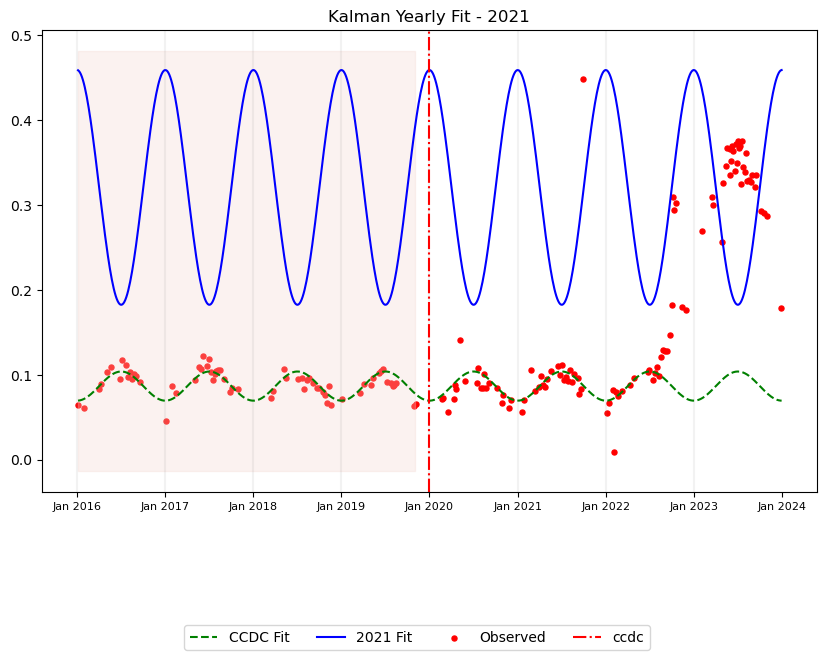 Kalman Yearly Fit - 2021
0.5
0.4
0.3
0.2
0.1
0.0
Jan 2016 Jan 2017 Jan 2018 Jan 2019 Jan 2020 Jan 2021 Jan 2022 Jan 2023 Jan 2024
CCDC Fit 2021 Fit Observed ccdc